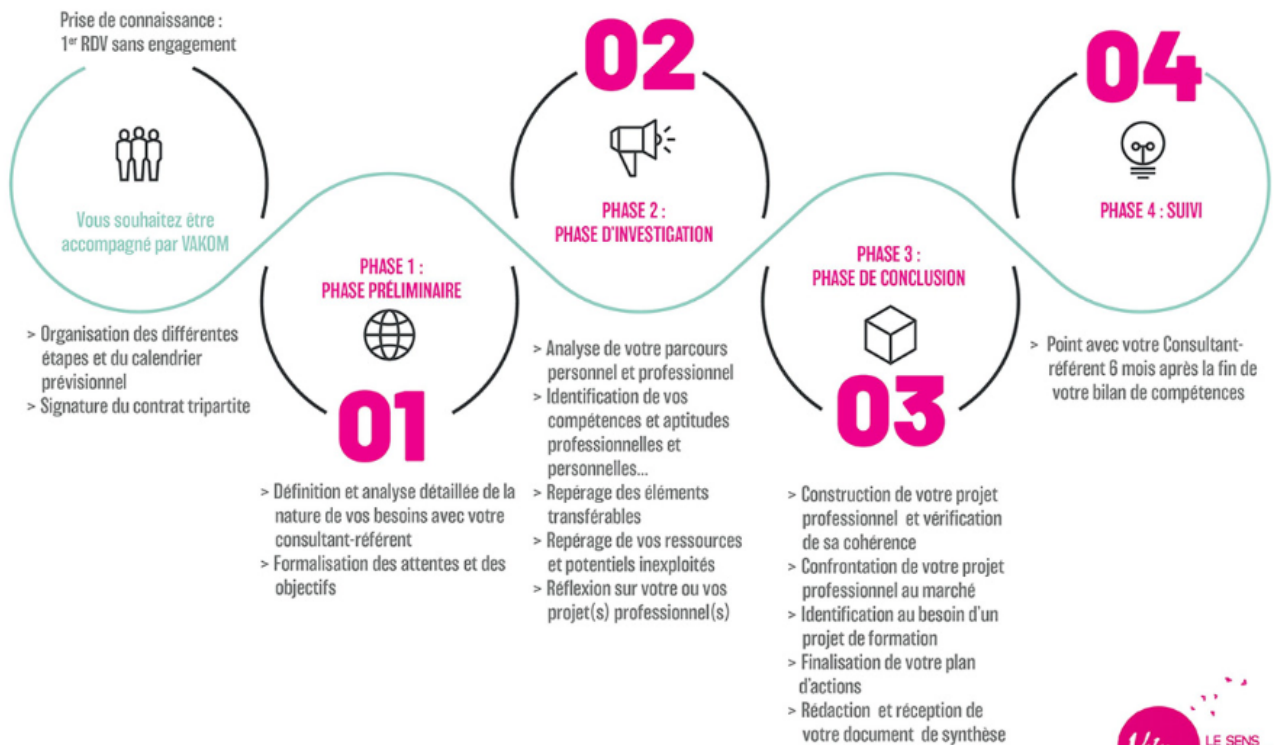 Prise de connaissance :
1er RDV sans engagement
Vous souhaitez être
accompagné par VAKOM
> Organisation des différentes
étapes et du calendrier
prévisionnel
> Signature du contrat tripartite
PHASE 1 :
PHASE PRÉLIMINAIRE
01
> Définition et analyse détaillée de la
nature de vos besoins avec votre
consultant-référent
> Formalisation des attentes et des
objectifs
02
PHASE 2 :
PHASE D'INVESTIGATION
> Analyse de votre parcours
personnel et professionnel
> Identification de vos
compétences et aptitudes
professionnelles et
personnelles...
> Repérage des éléments
transférables
> Repérage de vos ressources
et potentiels inexploités
> Réflexion sur votre ou vos
projet(s) professionnel(s)
PHASE 3 :
PHASE DE CONCLUSION
03
> Construction de votre projet
professionnel et vérification
de sa cohérence
> Confrontation de votre projet
professionnel au marché
> Identification au besoin d'un
projet de formation
> Finalisation de votre plan
d'actions
> Rédaction et réception de
votre document de synthèse
04
PHASE 4 : SUIVI
> Point avec votre Consultant-
référent 6 mois après la fin de
votre bilan de compétences
LE SENS